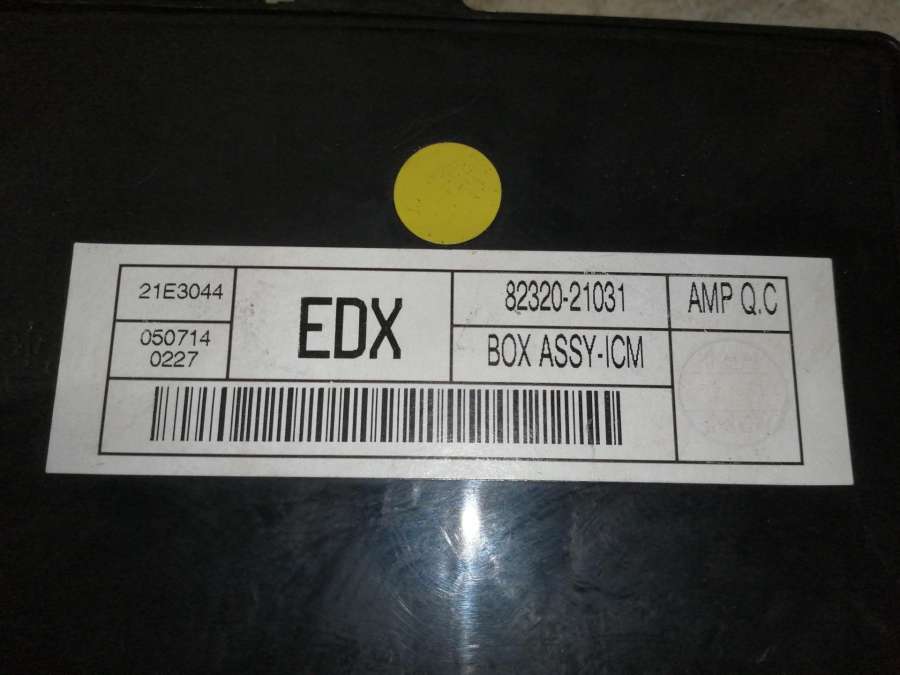 21E3044
050714
0227
EDX
82320-21031
BOX ASSY-ICM
AMP Q.C